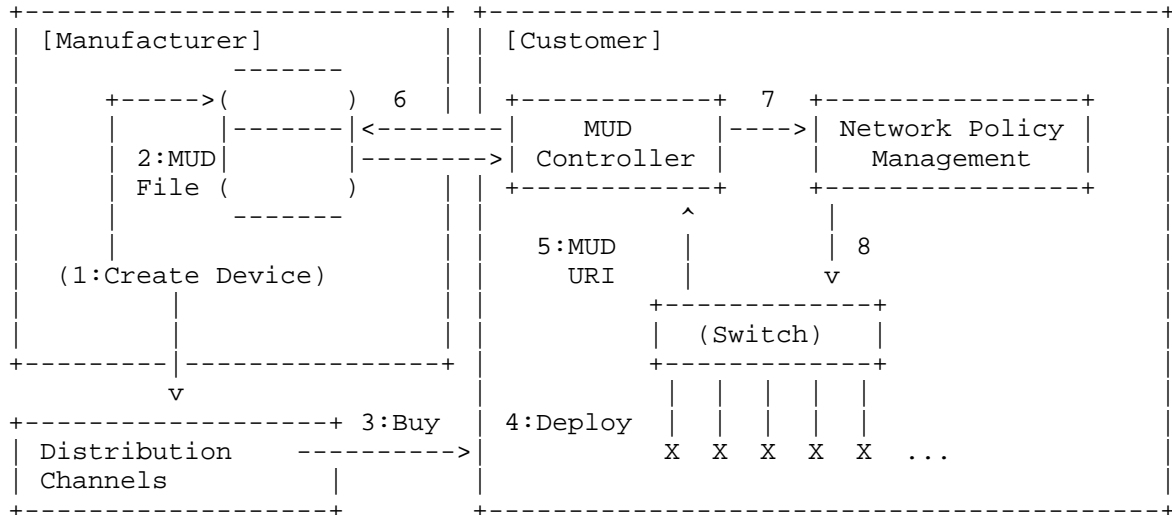 [Manufacturer] [Customer]
6 7
MUD Network Policy
2:MUD Controller Management
File
5:MUD 8
(1:Create Device) URI
(Switch)
3:Buy 4:Deploy
Distribution X X X X X ...
Channels